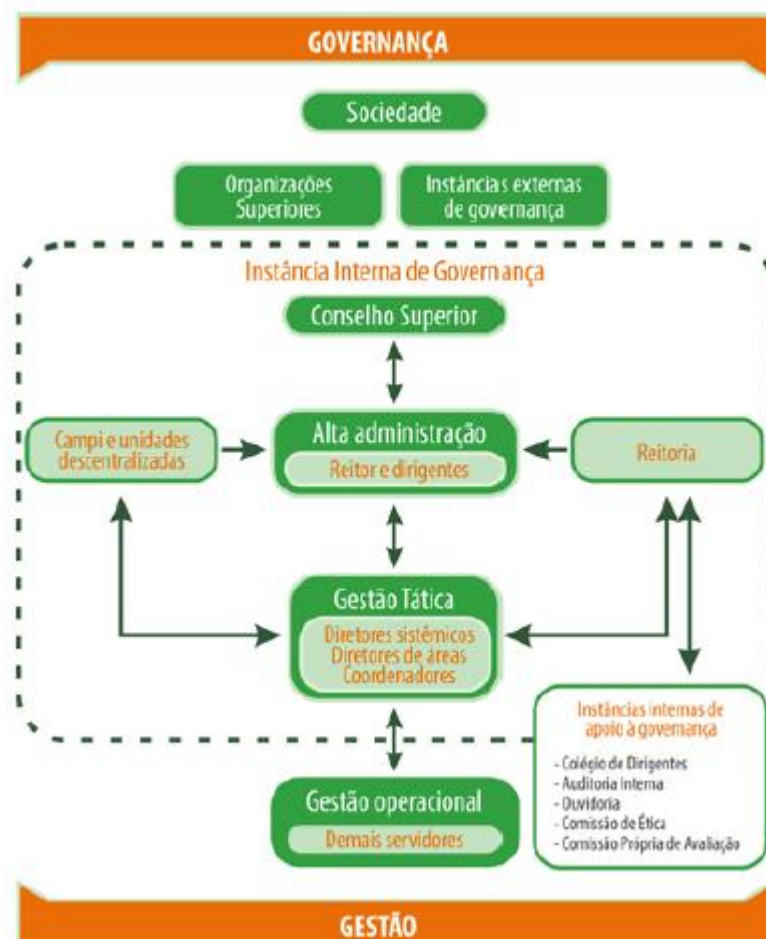 GOVERNANÇA
Sociedade
Organizações
Superiores
Instâncias externas
de governança
Instância Interna de Governança
Conselho Superior
Campi e unidades
descentralizadas
Alta administração
Reitor e dirigentes
Reitoria
Gestão Tática
Diretores sistêmicos
Diretores de áreas
Coordenadores
Instâncias internas de
apoio à governança
- Colégio de Dirigentes
- Auditoria Interna
- Ouvidoria
- Comissão de Ética
- Comissão Própria de Avaliação
Gestão operacional
Demais servidores
GESTÃO